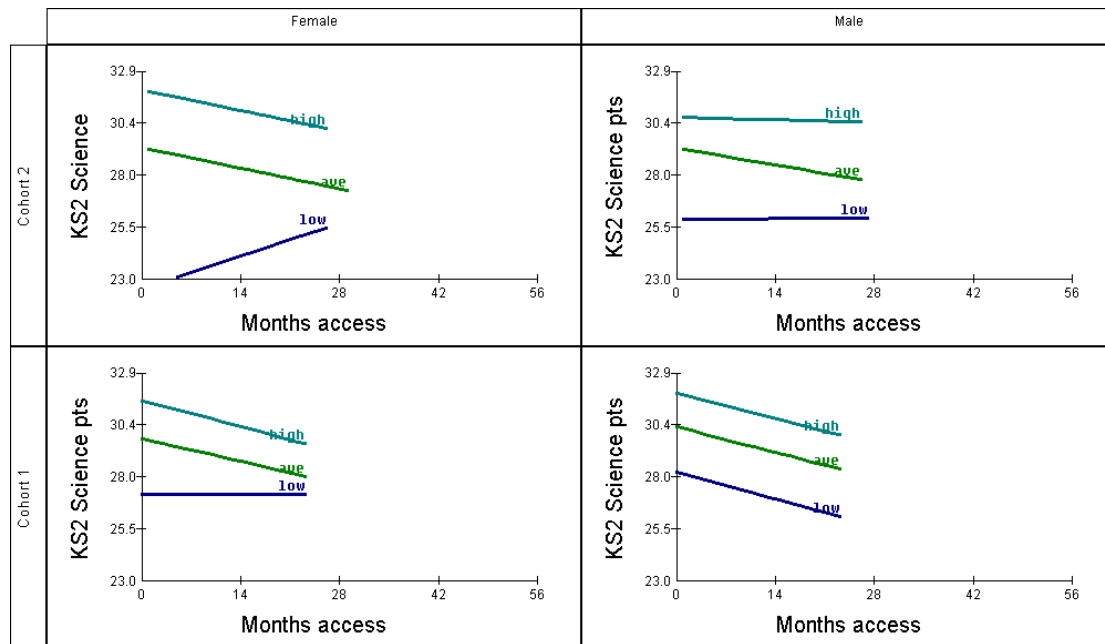 Female
Male
Cohort 2
KS2 Science
32.9
30.4
28.0
25.5
23.0
high
ave
low
0 14 28 42 56
Months access
KS2 Science pts
32.9
30.4
28.0
25.5
23.0
high
ave
low
0 14 28 42 56
Months access
Cohort 1
KS2 Science pts
32.9
30.4
28.0
25.5
23.0
high
ave
low
0 14 28 42 56
Months access
KS2 Science pts
32.9
30.4
28.0
25.5
23.0
high
ave
low
0 14 28 42 56
Months access